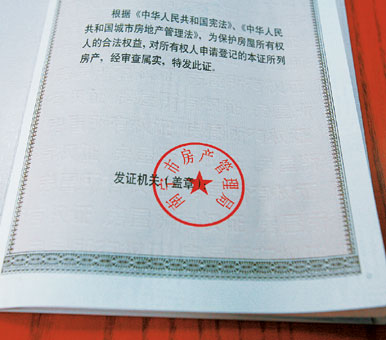 根据《中华人民共和国宪法》、《中华人民
共和国城市房地产管理法》，为保护房屋所有权
人的合法权益，对所有权人申请登记的本证所列
房产，经审查属实，特发此证。
发证机关：（盖章）
南宁市房产管理局